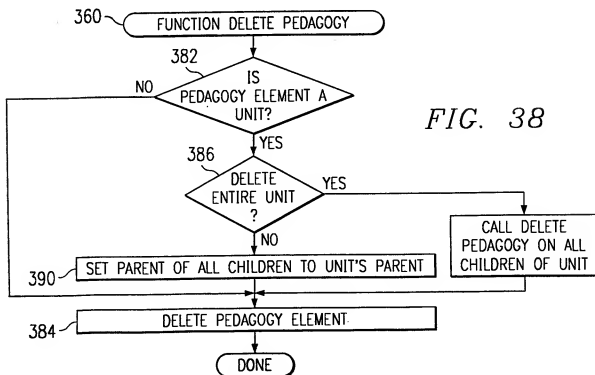 360
FUNCTION DELETE PEDAGOGY
382
NO
IS
PEDAGOGY ELEMENT A
UNIT?
FIG. 38
YES
386
DELETE
ENTIRE UNIT
?
YES
NO
CALL DELETE
PEDAGOGY ON ALL
CHILDREN OF UNIT
390
SET PARENT OF ALL CHILDREN TO UNIT'S PARENT
384
DELETE PEDAGOGY ELEMENT
DONE